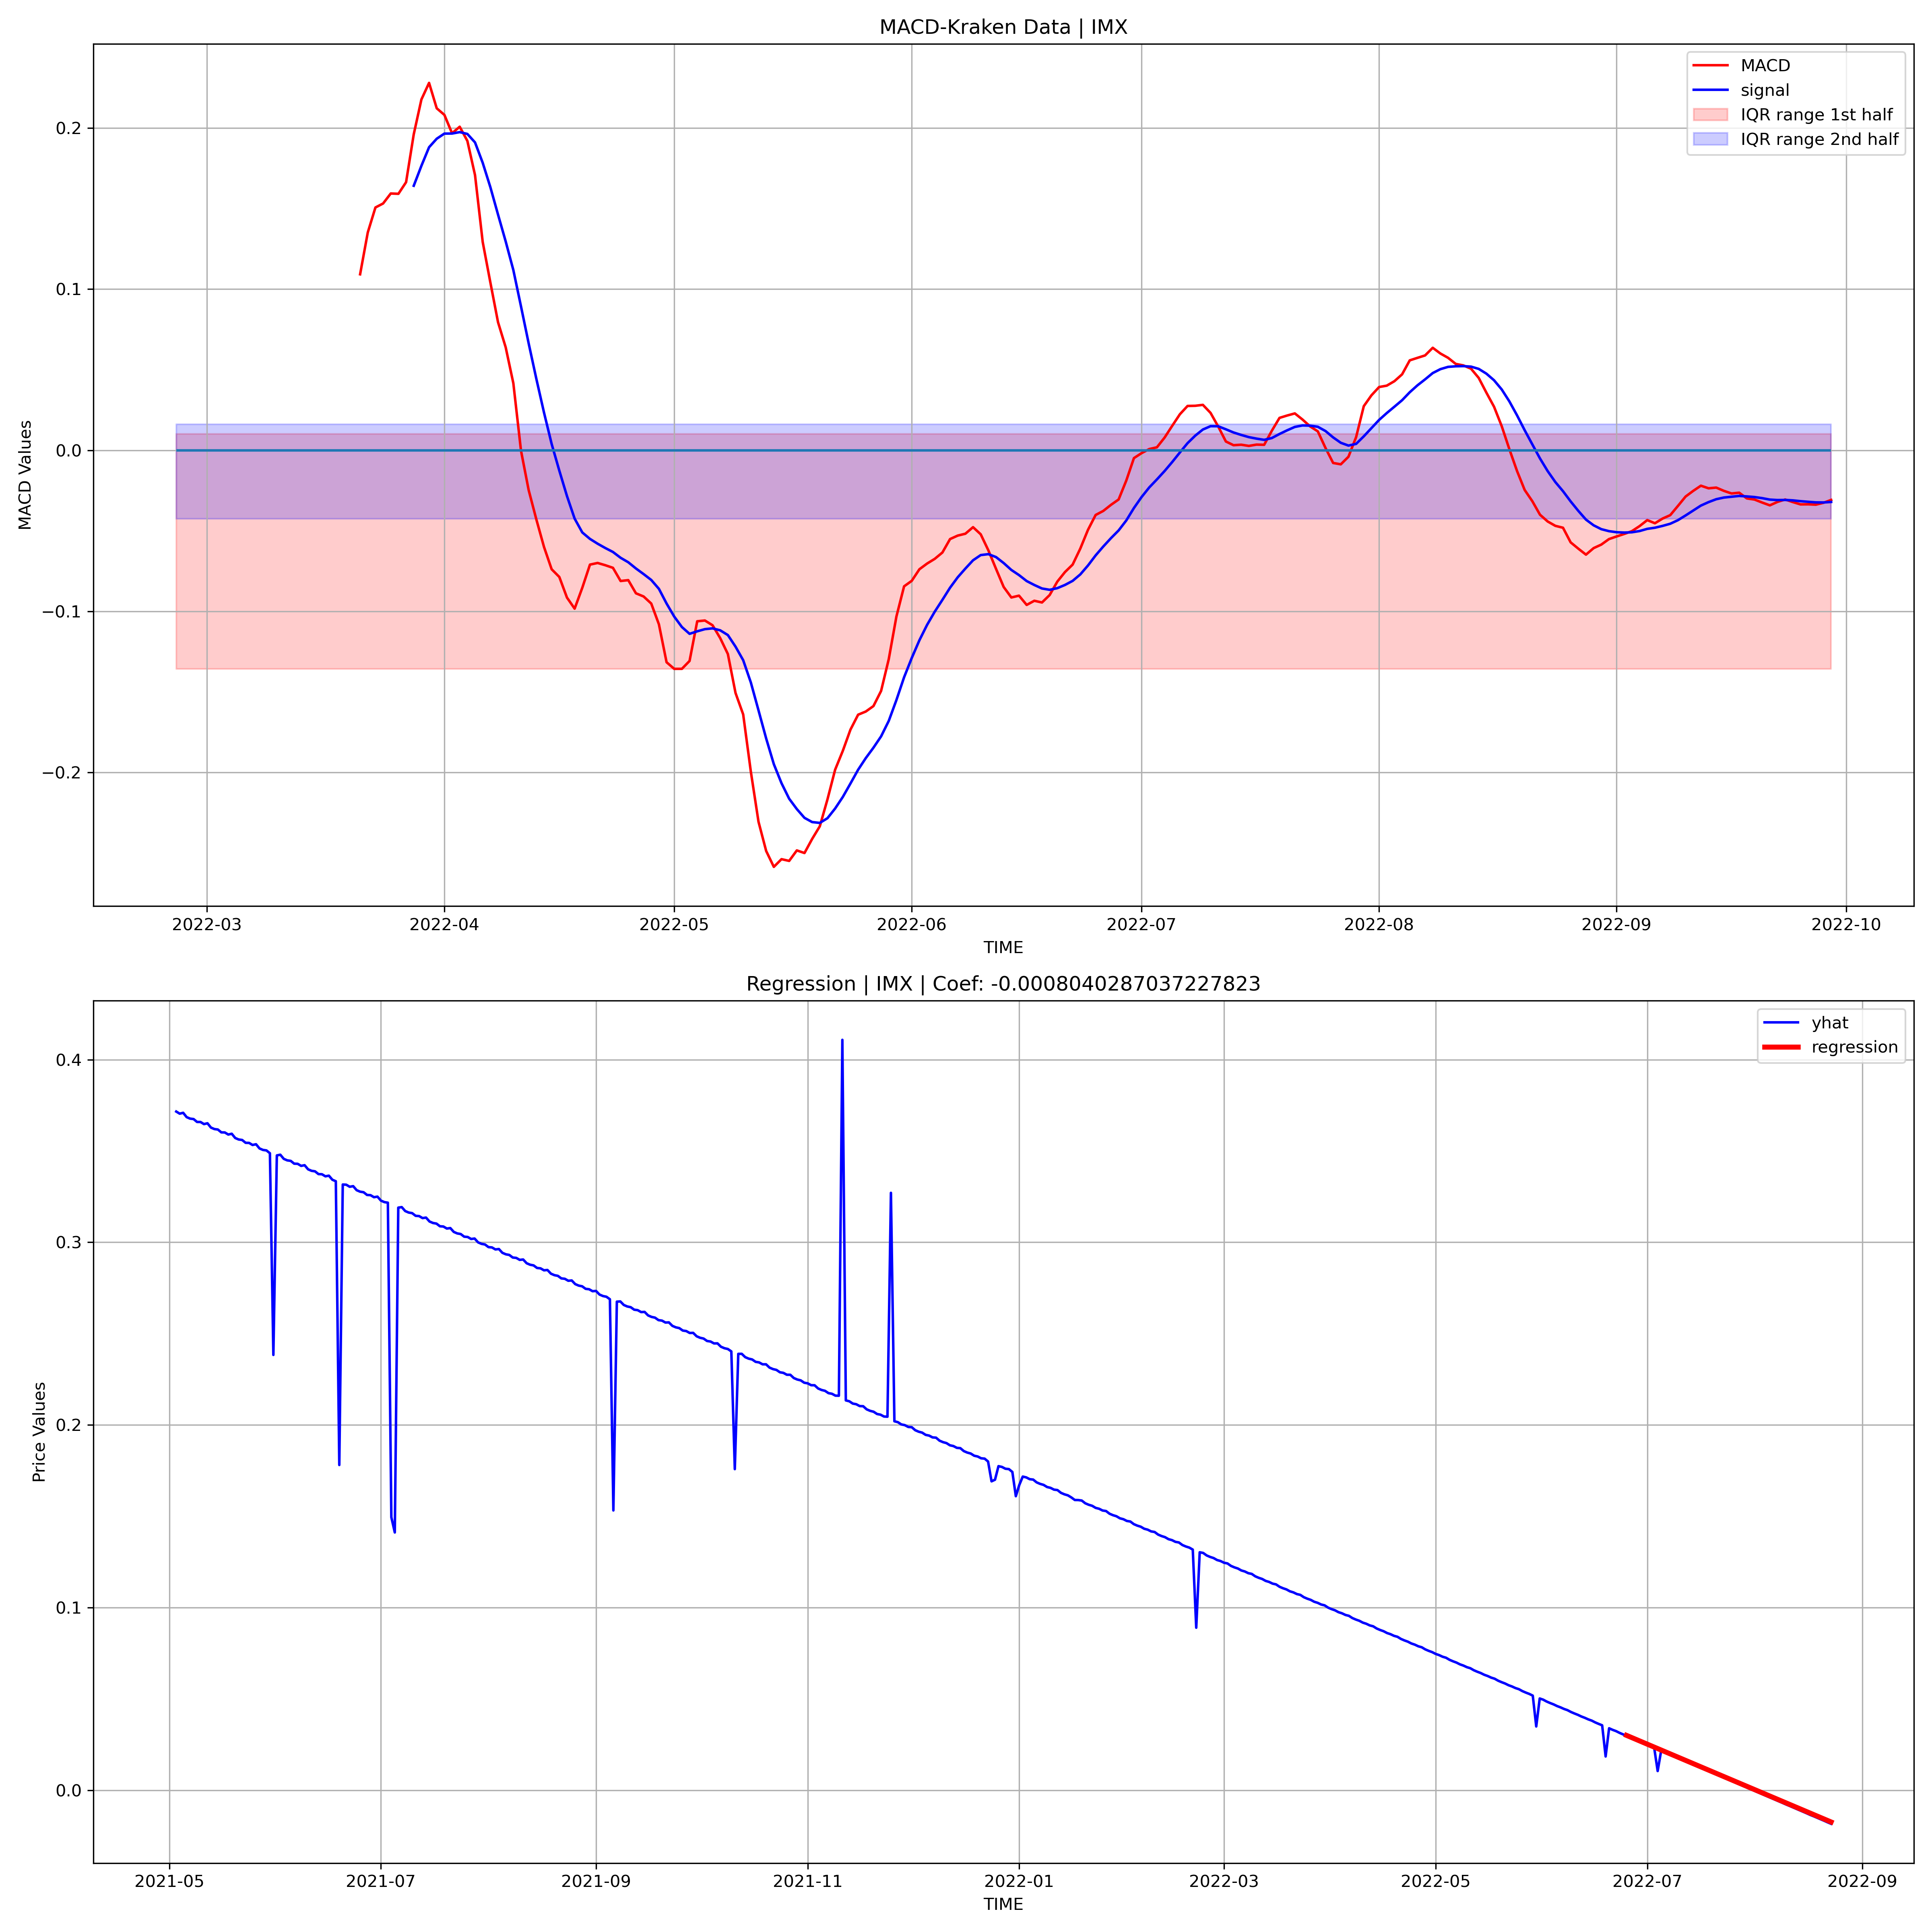 MACD-Kraken Data | IMX
MACD
signal
IQR range 1st half
IQR range 2nd half
0.2
0.1
0.0
−0.1
−0.2
MACD Values
2022-03 2022-04 2022-05 2022-06 2022-07 2022-08 2022-09 2022-10
TIME
Regression | IMX | Coef: -0.0008040287037227823
yhat
regression
0.4
0.3
0.2
0.1
0.0
Price Values
2021-05 2021-07 2021-09 2021-11 2022-01 2022-03 2022-05 2022-07 2022-09
TIME